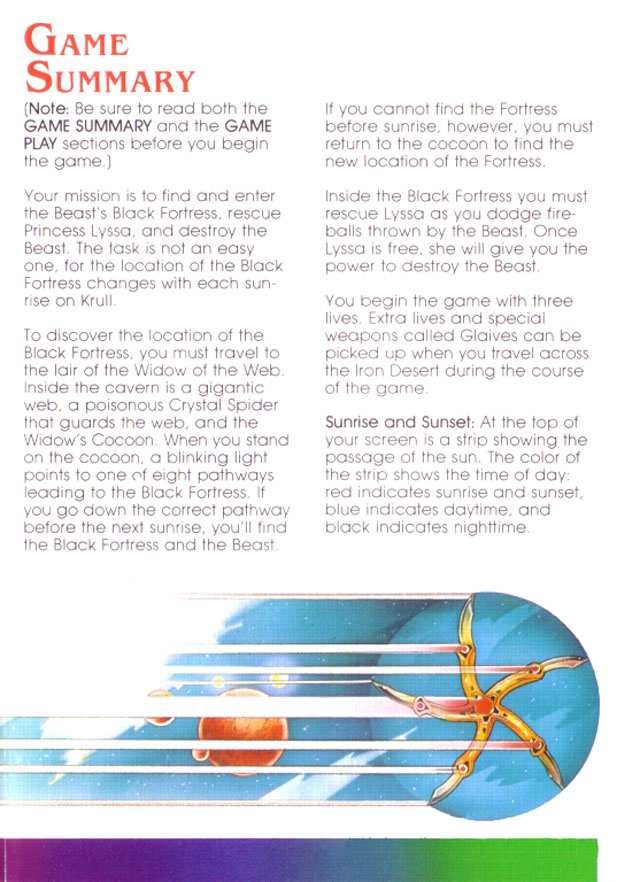 GAME
SUMMARY
(Note: Be sure to read both the
GAME SUMMARY and the GAME
PLAY sections before you begin
the game.)
Your mission is to find and enter
the Beast's Black Fortress, rescue
Princess Lyssa, and destroy the
Beast. The task is not an easy
one, for the location of the Black
Fortress changes with each sun-
rise on Krull.
To discover the location of the
Black Fortress, you must travel to
the lair of the Widow of the Web.
Inside the cavern is a gigantic
web, a poisonous Crystal Spider
that guards the web, and the
Widow's Cocoon. When you stand
on the cocoon, a blinking light
points to one of eight pathways
leading to the Black Fortress. If
you go down the correct pathway
before the next sunrise, you'll find
the Black Fortress and the Beast.
If you cannot find the Fortress
before sunrise, however, you must
return to the cocoon to find the
new location of the Fortress.
Inside the Black Fortress you must
rescue Lyssa as you dodge fire-
balls thrown by the Beast. Once
Lyssa is free, she will give you the
power to destroy the Beast.
You begin the game with three
lives. Extra lives and special
weapons called Glaives can be
picked up when you travel across
the Iron Desert during the course
of the game.
Sunrise and Sunset: At the top of
your screen is a strip showing the
passage of the sun. The color of
the strip shows the time of day:
red indicates sunrise and sunset,
blue indicates daytime, and
black indicates nighttime.